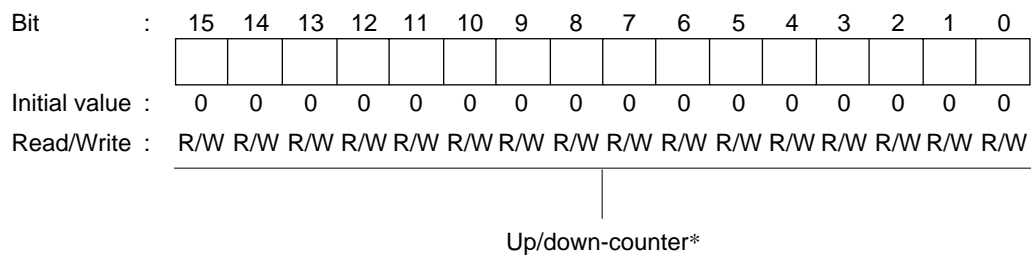 Bit : 15 14 13 12 11 10 9 8 7 6 5 4 3 2 1 0
Initial value : 0 0 0 0 0 0 0 0 0 0 0 0 0 0 0 0
Read/Write : R/W R/W R/W R/W R/W R/W R/W R/W R/W R/W R/W R/W R/W R/W R/W R/W
Up/down-counter*